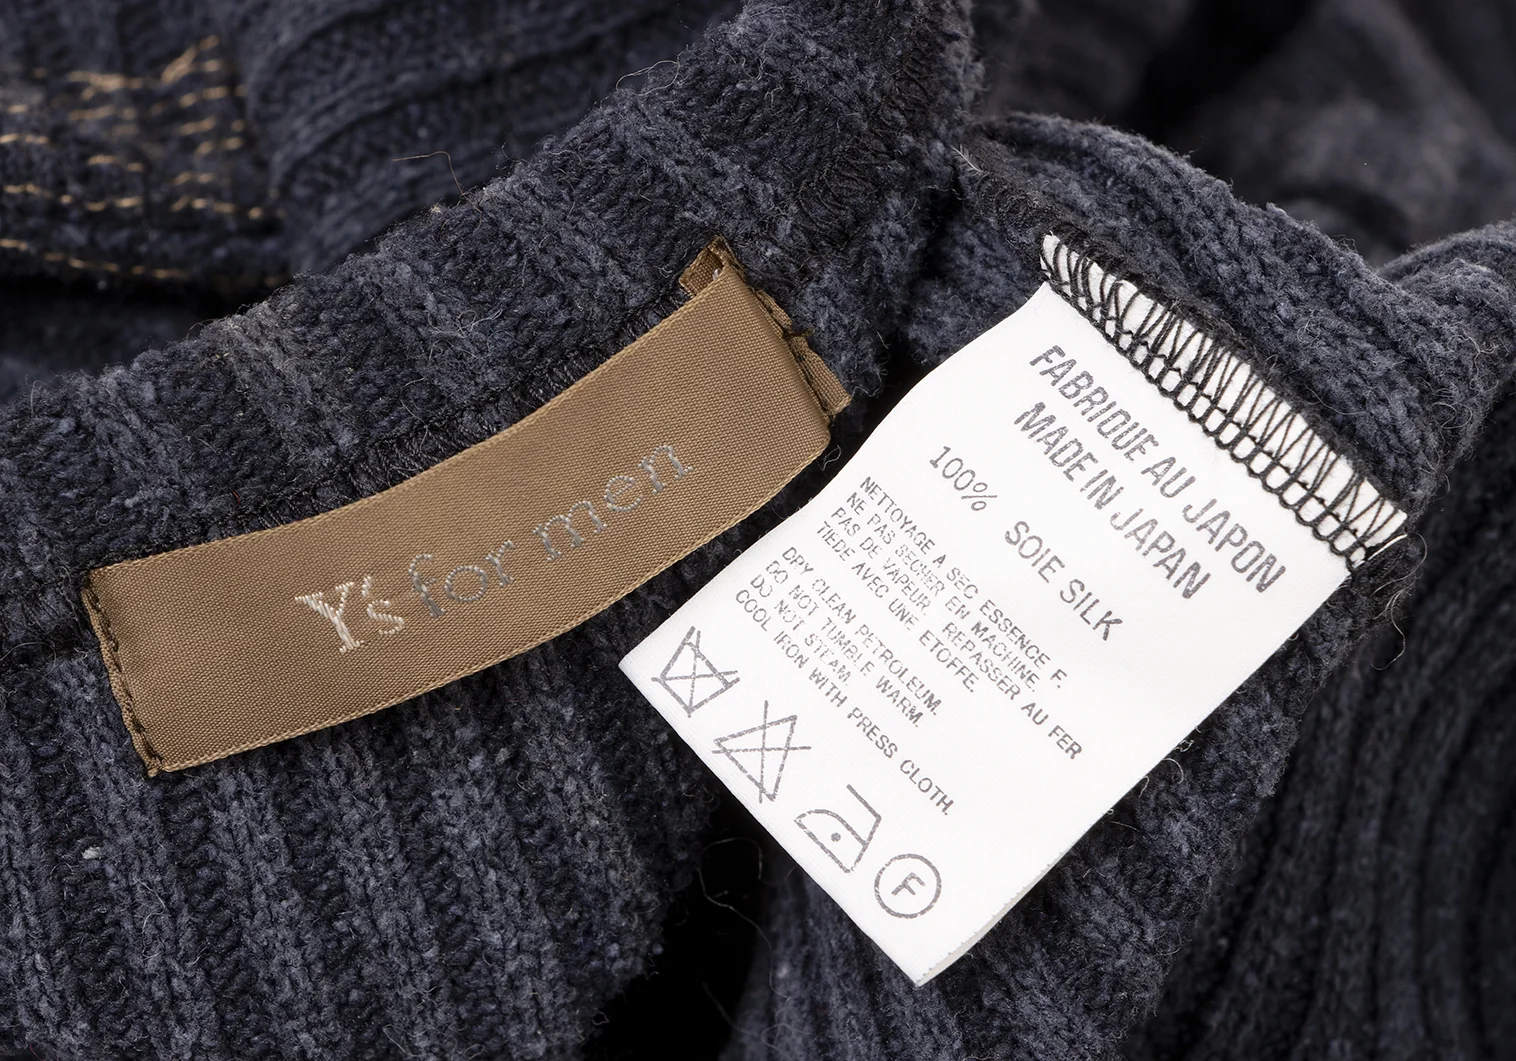 Y's for men
FABRIQUE AU JAPON
MADE IN JAPAN
100% SOIE SILK
NETTOYAGE A SEC ESSENCE F.
NE PAS SECHER EN MACHINE.
PAS DE VAPEUR. REPASSER AU FER
TIEDE AVEC UNE ETOFFE.
DRY CLEAN PETROLEUM.
DO NOT TUMBLE WARM.
DO NOT STEAM.
COOL IRON WITH PRESS CLOTH.
F